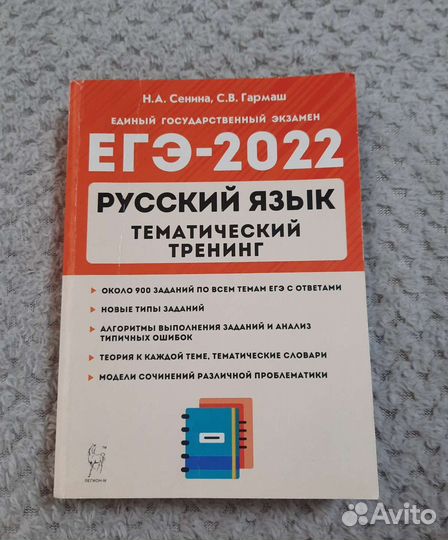 Н.А. Сенина, С.В. Гармаш
ЕДИНЫЙ ГОСУДАРСТВЕННЫЙ ЭКЗАМЕН
ЕГЭ-2022
РУССКИЙ ЯЗЫК
ТЕМАТИЧЕСКИЙ
ТРЕНИНГ
ОКОЛО 900 ЗАДАНИЙ ПО ВСЕМ ТЕМАМ ЕГЭ С ОТВЕТАМИ
НОВЫЕ ТИПЫ ЗАДАНИЙ
АЛГОРИТМЫ ВЫПОЛНЕНИЯ ЗАДАНИЙ И АНАЛИЗ
ТИПИЧНЫХ ОШИБОК
ТЕОРИЯ К КАЖДОЙ ТЕМЕ, ТЕМАТИЧЕСКИЕ СЛОВАРИ
МОДЕЛИ СОЧИНЕНИЙ РАЗЛИЧНОЙ ПРОБЛЕМАТИКИ
ЛЕГИОН-М
Avito